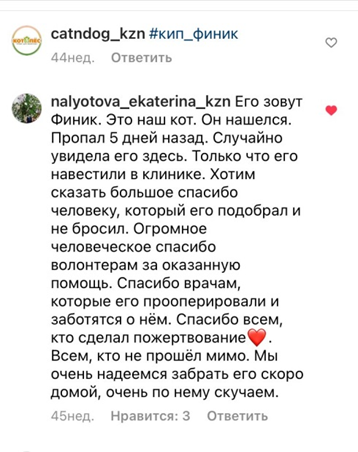 catndog_kzn #кип_финик
44нед. Ответить
nalyotova_ekaterina_kzn Его зовут
Финик. Это наш кот. Он нашелся.
Пропал 5 дней назад. Случайно
увидела его здесь. Только что его
навестили в клинике. Хотим
сказать большое спасибо
человеку, который его подобрал и
не бросил. Огромное
человеческое спасибо
волонтерам за оказанную
помощь. Спасибо врачам,
которые его прооперировали и
заботятся о нём. Спасибо всем,
кто сделал пожертвование❤️.
Всем, кто не прошёл мимо. Мы
очень надеемся забрать его скоро
домой, очень по нему скучаем.
45нед. Нравится: 3 Ответить